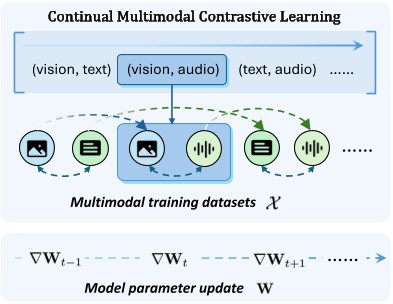 Continual Multimodal Contrastive Learning
(vision, text) (vision, audio) (text, audio) ......
......
Multimodal training datasets 𝒳
∇W_{t−1} ∇W_t ∇W_{t+1} ......
Model parameter update W